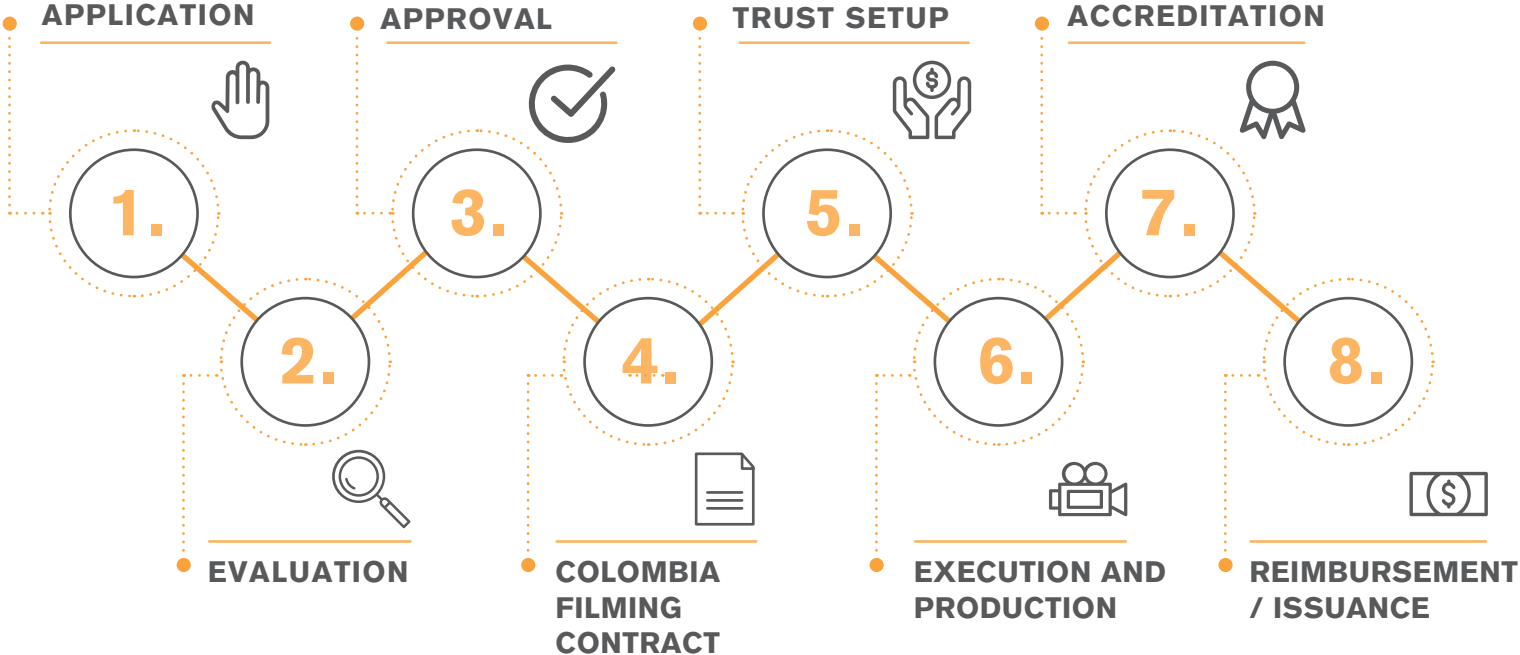 APPLICATION
1.
EVALUATION
2.
APPROVAL
3.
COLOMBIA
FILMING
CONTRACT
4.
TRUST SETUP
$
5.
EXECUTION AND
PRODUCTION
6.
ACCREDITATION
7.
REIMBURSEMENT
/ ISSUANCE
$
8.